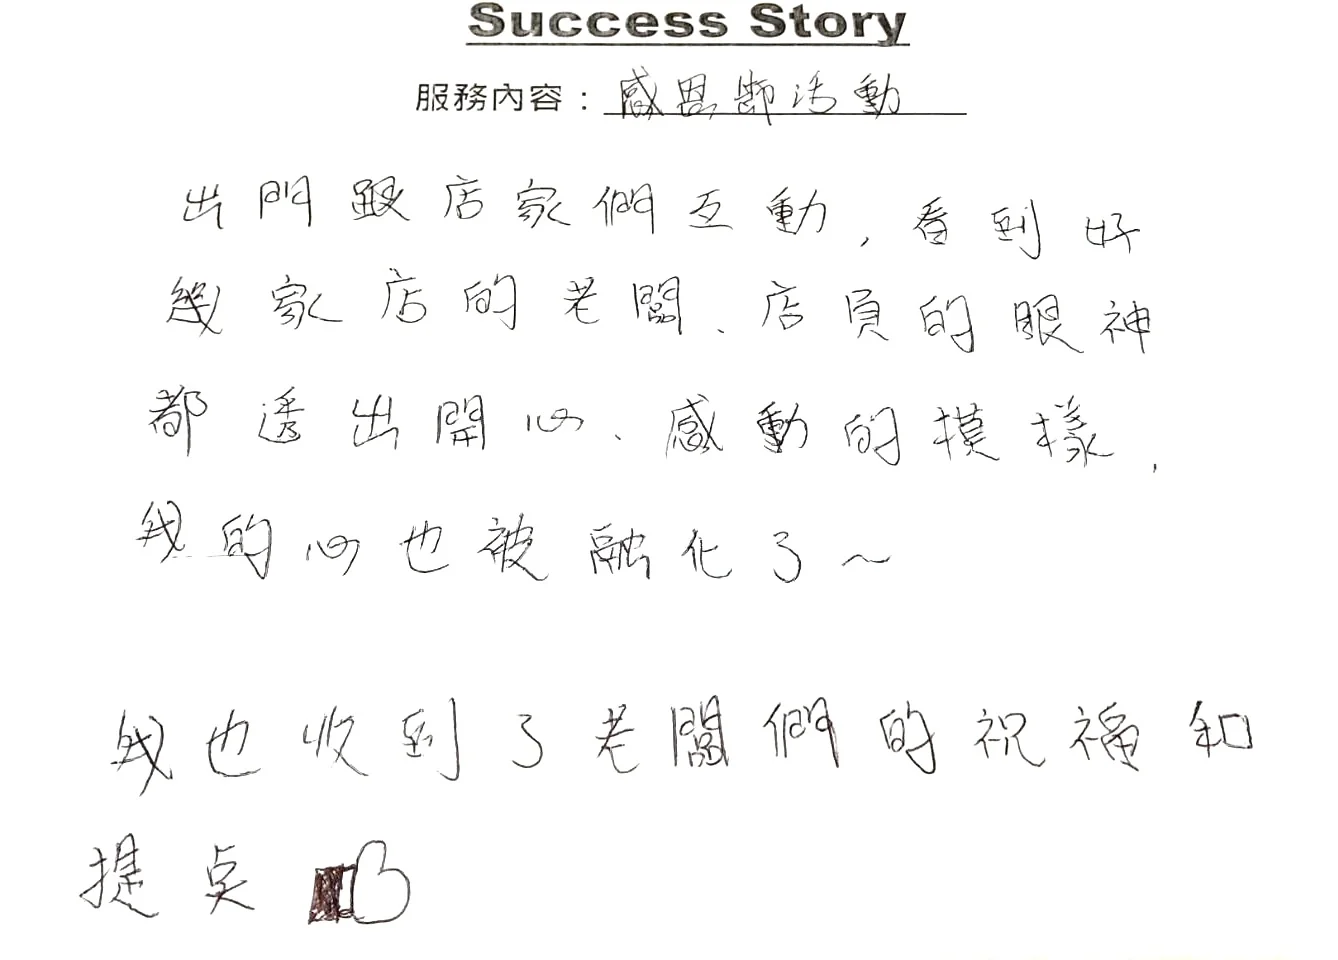 Success Story
服務內容：感恩節活動
出門跟店家們互動，看到好
幾家店的老闆、店員的眼神
都透出開心、感動的模樣，
我的心也被融化了～
我也收到了老闆們的祝福和
提点